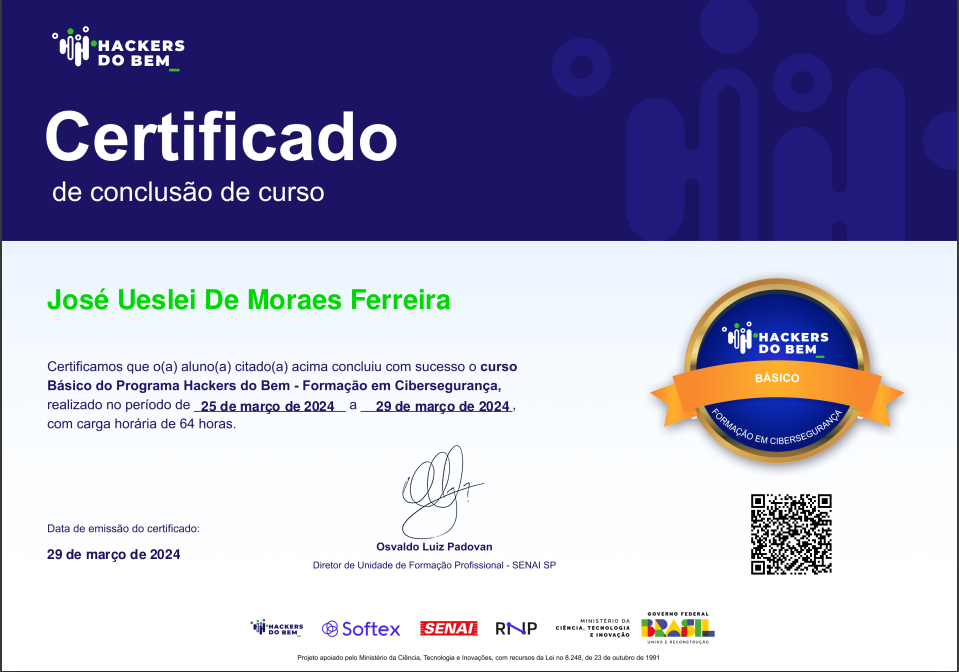 HACKERS
DO BEM_
Certificado
de conclusão de curso
José Ueslei De Moraes Ferreira
Certificamos que o(a) aluno(a) citado(a) acima concluiu com sucesso o curso
Básico do Programa Hackers do Bem - Formação em Cibersegurança,
realizado no período de 25 de março de 2024 a 29 de março de 2024,
com carga horária de 64 horas.
HACKERS
DO BEM_
BÁSICO
FORMAÇÃO EM CIBERSEGURANÇA
Data de emissão do certificado:
29 de março de 2024
Osvaldo Luiz Padovan
Diretor de Unidade de Formação Profissional - SENAI SP
HACKERS
DO BEM_
Softex
SENAI
RNP
MINISTÉRIO DA
CIÊNCIA, TECNOLOGIA
E INOVAÇÃO
GOVERNO FEDERAL
BRASIL
UNIÃO E RECONSTRUÇÃO
Projeto apoiado pelo Ministério da Ciência, Tecnologia e Inovações, com recursos da Lei no 8.248, de 23 de outubro de 1991